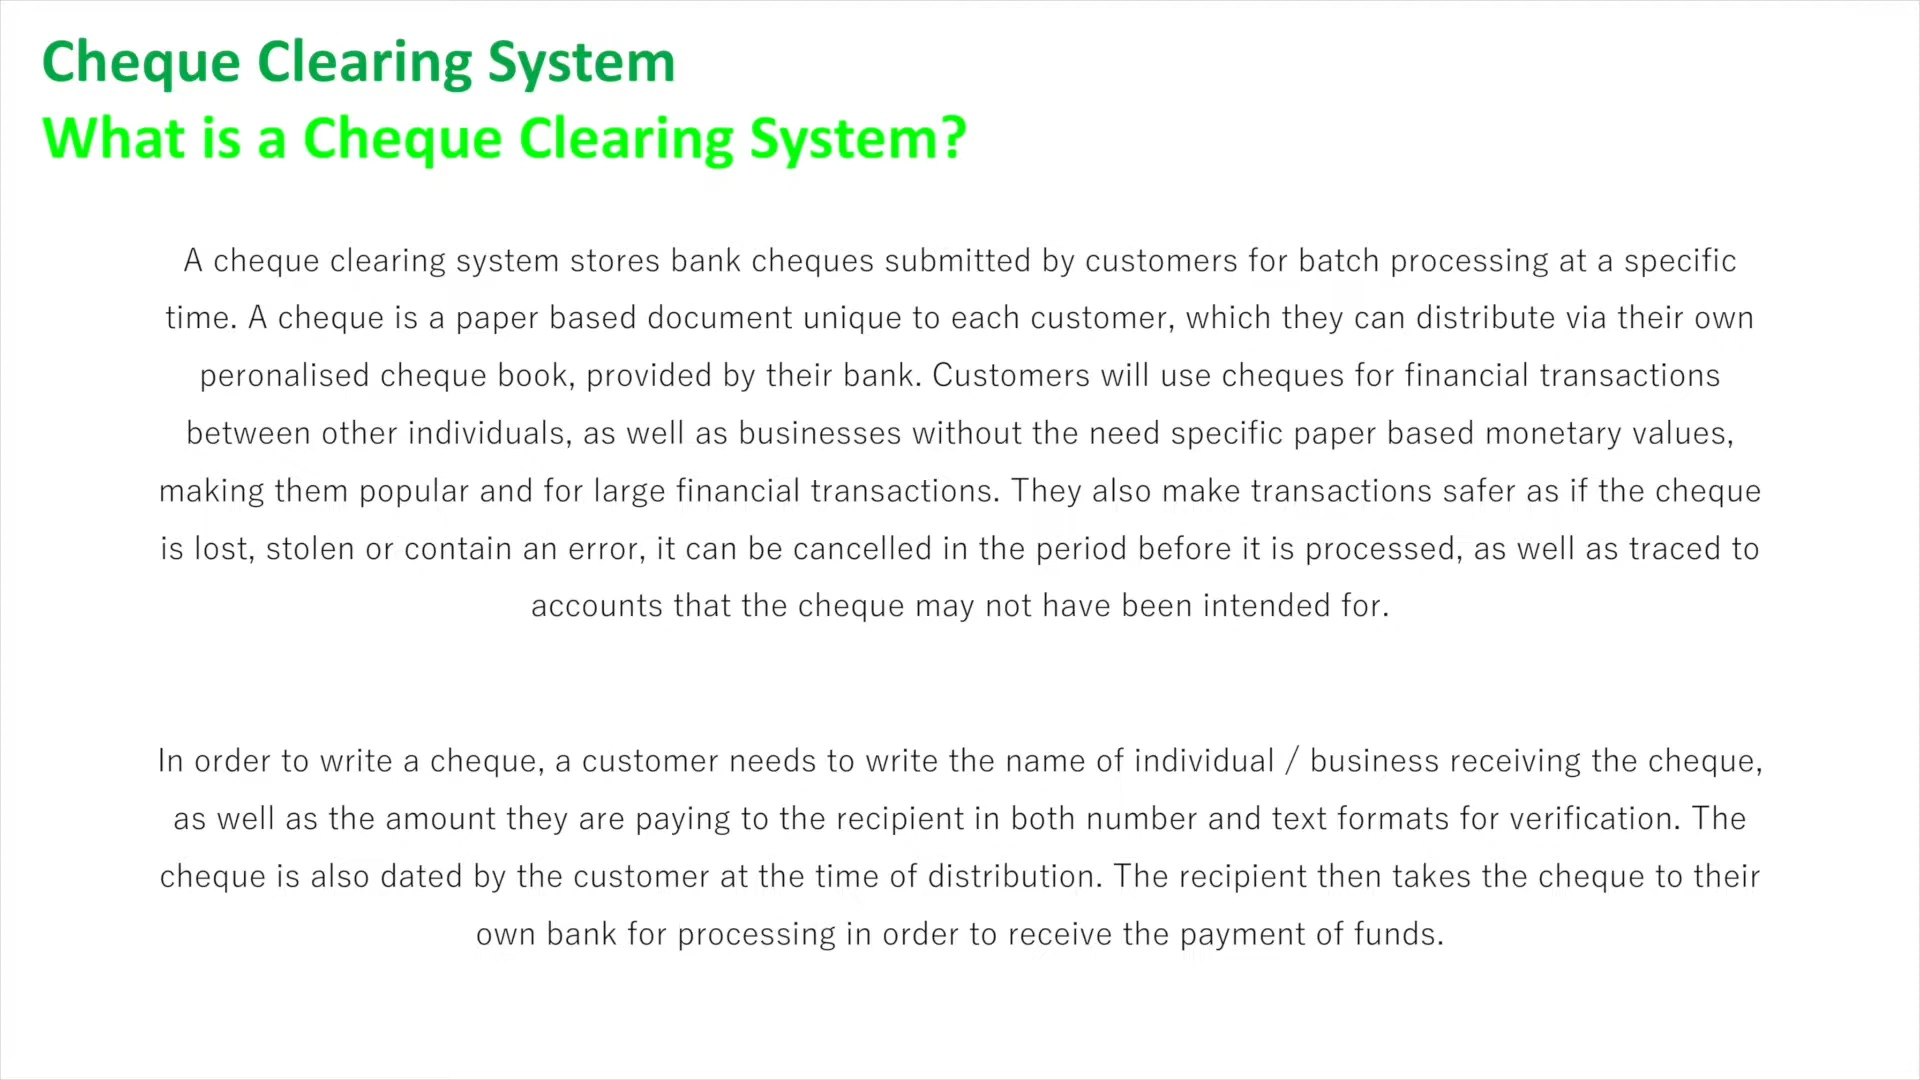 Cheque Clearing System
What is a Cheque Clearing System?
A cheque clearing system stores bank cheques submitted by customers for batch processing at a specific
time. A cheque is a paper based document unique to each customer, which they can distribute via their own
peronalised cheque book, provided by their bank. Customers will use cheques for financial transactions
between other individuals, as well as businesses without the need specific paper based monetary values,
making them popular and for large financial transactions. They also make transactions safer as if the cheque
is lost, stolen or contain an error, it can be cancelled in the period before it is processed, as well as traced to
accounts that the cheque may not have been intended for.
In order to write a cheque, a customer needs to write the name of individual / business receiving the cheque,
as well as the amount they are paying to the recipient in both number and text formats for verification. The
cheque is also dated by the customer at the time of distribution. The recipient then takes the cheque to their
own bank for processing in order to receive the payment of funds.